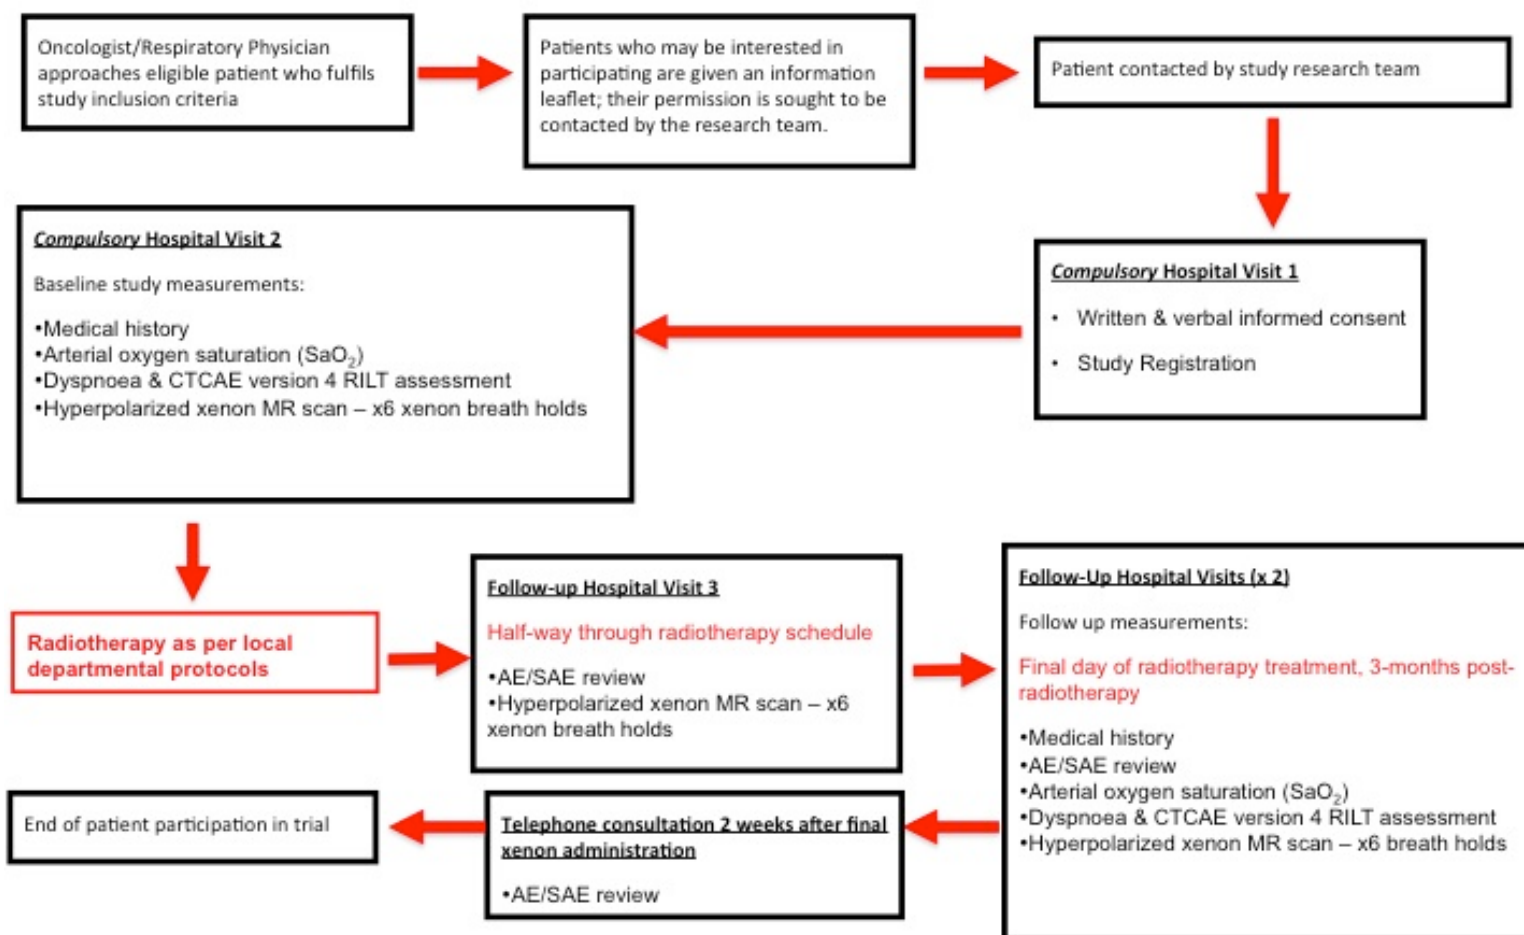 Oncologist/Respiratory Physician
approaches eligible patient who fulfils
study inclusion criteria
Patients who may be interested in
participating are given an information
leaflet; their permission is sought to be
contacted by the research team.
Patient contacted by study research team
Compulsory Hospital Visit 1
• Written & verbal informed consent
• Study Registration
Compulsory Hospital Visit 2
Baseline study measurements:
•Medical history
•Arterial oxygen saturation (SaO₂)
•Dyspnoea & CTCAE version 4 RILT assessment
•Hyperpolarized xenon MR scan – x6 xenon breath holds
Radiotherapy as per local
departmental protocols
Follow-up Hospital Visit 3
Half-way through radiotherapy schedule
•AE/SAE review
•Hyperpolarized xenon MR scan – x6
xenon breath holds
Follow-Up Hospital Visits (x 2)
Follow up measurements:
Final day of radiotherapy treatment, 3-months post-
radiotherapy
•Medical history
•AE/SAE review
•Arterial oxygen saturation (SaO₂)
•Dyspnoea & CTCAE version 4 RILT assessment
•Hyperpolarized xenon MR scan – x6 breath holds
Telephone consultation 2 weeks after final
xenon administration
•AE/SAE review
End of patient participation in trial